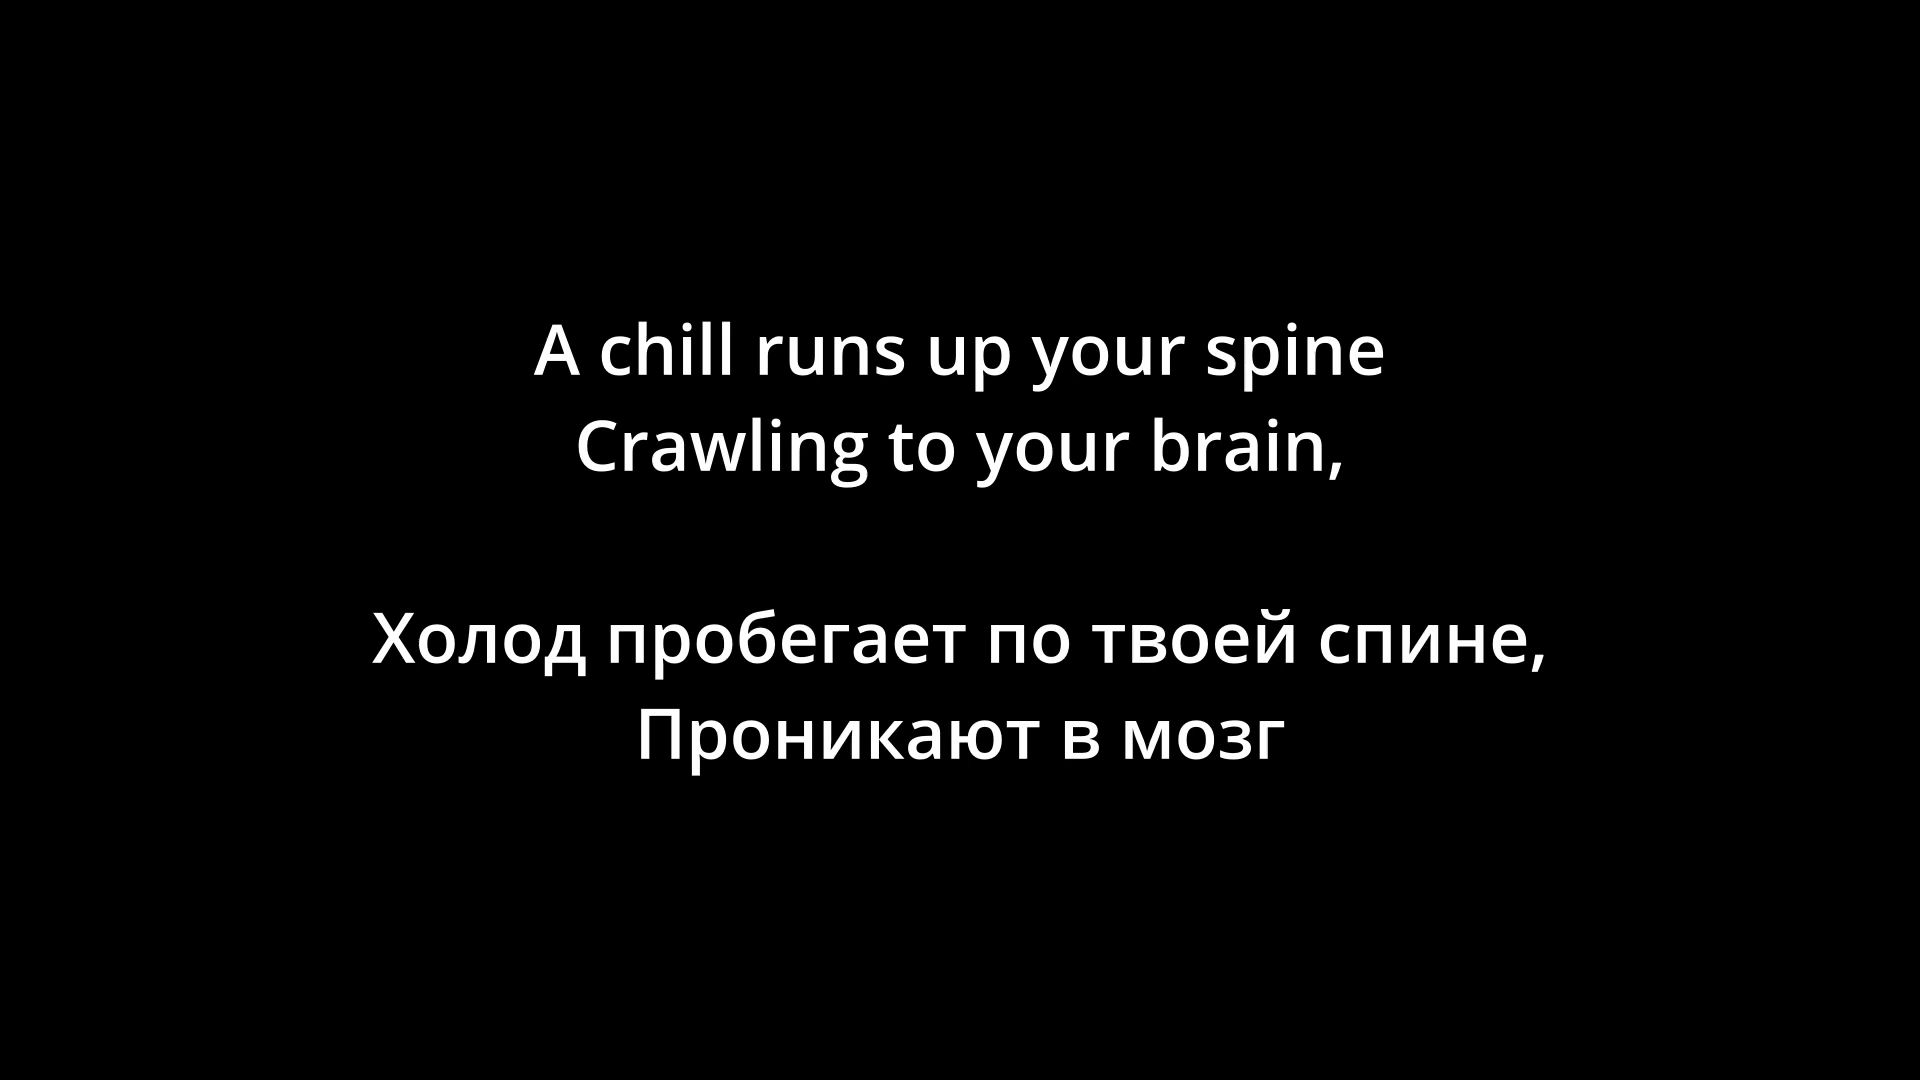 A chill runs up your spine
Crawling to your brain,
Холод пробегает по твоей спине,
Проникают в мозг